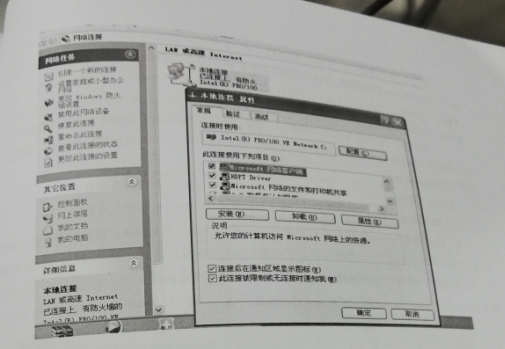 网络连接
网络任务
创建一个新的连接
设置家庭或小型办公
网络
更改 Windows 防火
墙设置
禁用此网络设备
修复此连接
重命名此连接
查看此连接的状态
更改此连接的设置
其它位置
控制面板
网上邻居
我的文档
我的电脑
详细信息
本地连接
LAN 或高速 Internet
已连接上, 有防火墙的
Intel(R) PRO/100 VE
LAN 或高速 Internet
本地连接
已连接上, 有防火
Intel(R) PRO/100
本地连接 属性
常规 验证 高级
连接时使用:
Intel(R) PRO/100 VE Network C
配置(C)
此连接使用下列项目(O):
Microsoft 网络客户端
Driver
Microsoft 网络的文件和打印机共享
安装(N) 卸载(U) 属性(R)
说明
允许您的计算机访问 Microsoft 网络上的资源。
连接后在通知区域显示图标(W)
此连接被限制或无连接时通知我(M)
确定 取消